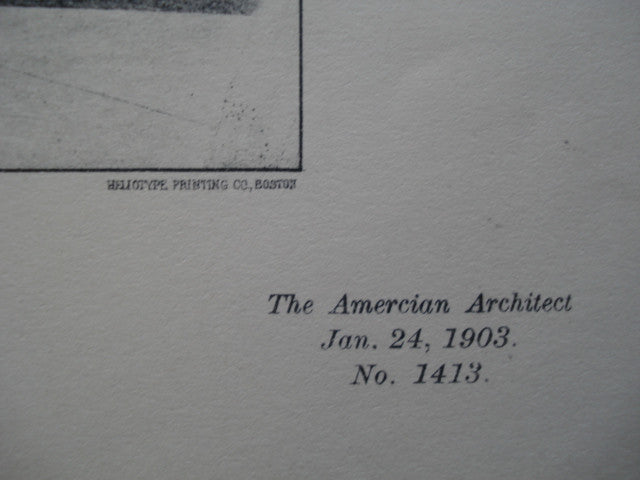 HELIOTYPE PRINTING CO., BOSTON
The Amercian Architect
Jan. 24, 1903.
No. 1413.